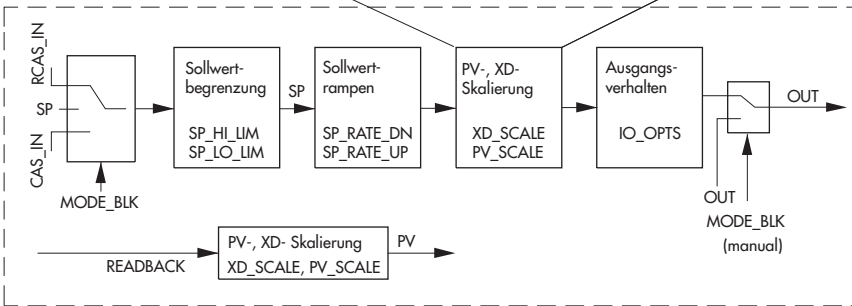 RCAS_IN
SP
CAS_IN
MODE_BLK
Sollwert-
begrenzung
SP_HI_LIM
SP_LO_LIM
SP
Sollwert-
rampen
SP_RATE_DN
SP_RATE_UP
PV-, XD-
Skalierung
XD_SCALE
PV_SCALE
Ausgangs-
verhalten
IO_OPTS
OUT
OUT
MODE_BLK
(manual)
READBACK
PV-, XD- Skalierung
XD_SCALE, PV_SCALE
PV